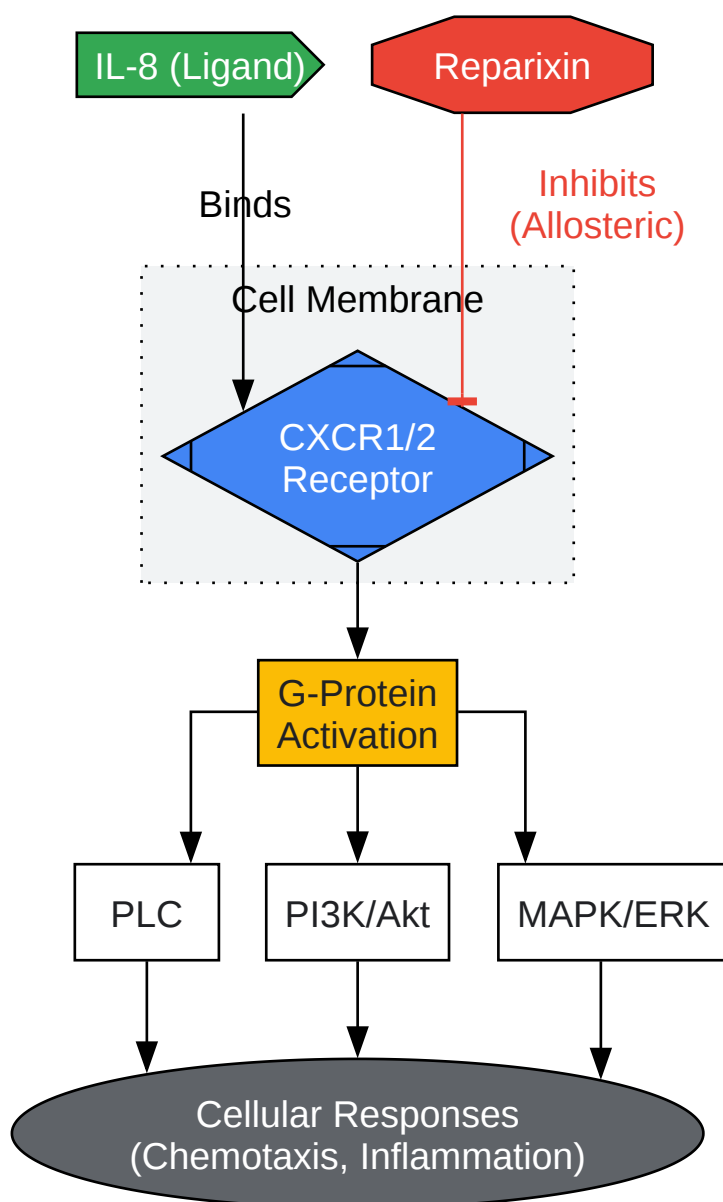 IL-8 (Ligand)
Reparixin
Binds
Inhibits
(Allosteric)
Cell Membrane
CXCR1/2
Receptor
G-Protein
Activation
PLC
PI3K/Akt
MAPK/ERK
Cellular Responses
(Chemotaxis, Inflammation)